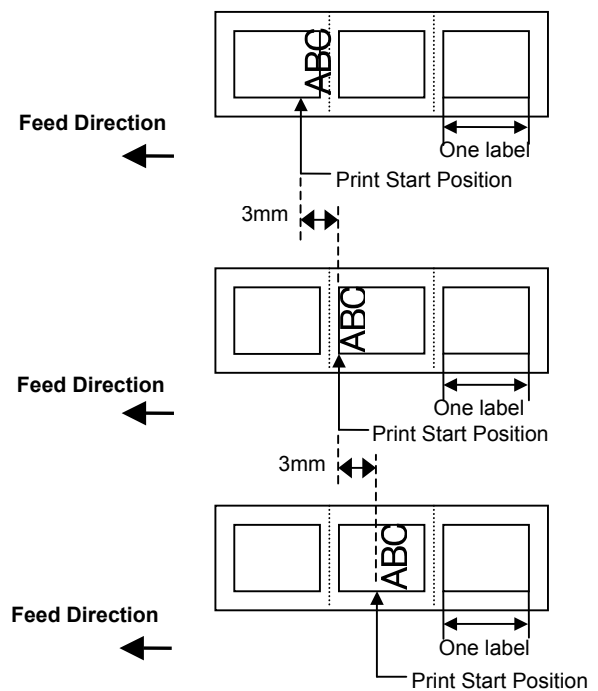 ABC
Feed Direction
One label
Print Start Position
3mm
ABC
Feed Direction
One label
Print Start Position
3mm
ABC
Feed Direction
One label
Print Start Position